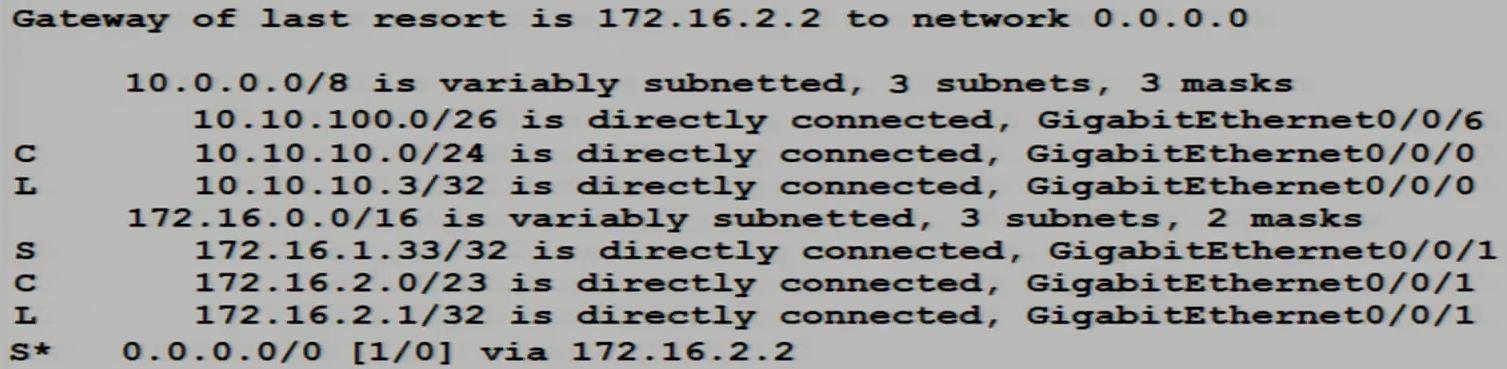 Gateway of last resort is 172.16.2.2 to network 0.0.0.0
10.0.0.0/8 is variably subnetted, 3 subnets, 3 masks
10.10.100.0/26 is directly connected, GigabitEthernet0/0/6
C 10.10.10.0/24 is directly connected, GigabitEthernet0/0/0
L 10.10.10.3/32 is directly connected, GigabitEthernet0/0/0
172.16.0.0/16 is variably subnetted, 3 subnets, 2 masks
S 172.16.1.33/32 is directly connected, GigabitEthernet0/0/1
C 172.16.2.0/23 is directly connected, GigabitEthernet0/0/1
L 172.16.2.1/32 is directly connected, GigabitEthernet0/0/1
S* 0.0.0.0/0 [1/0] via 172.16.2.2